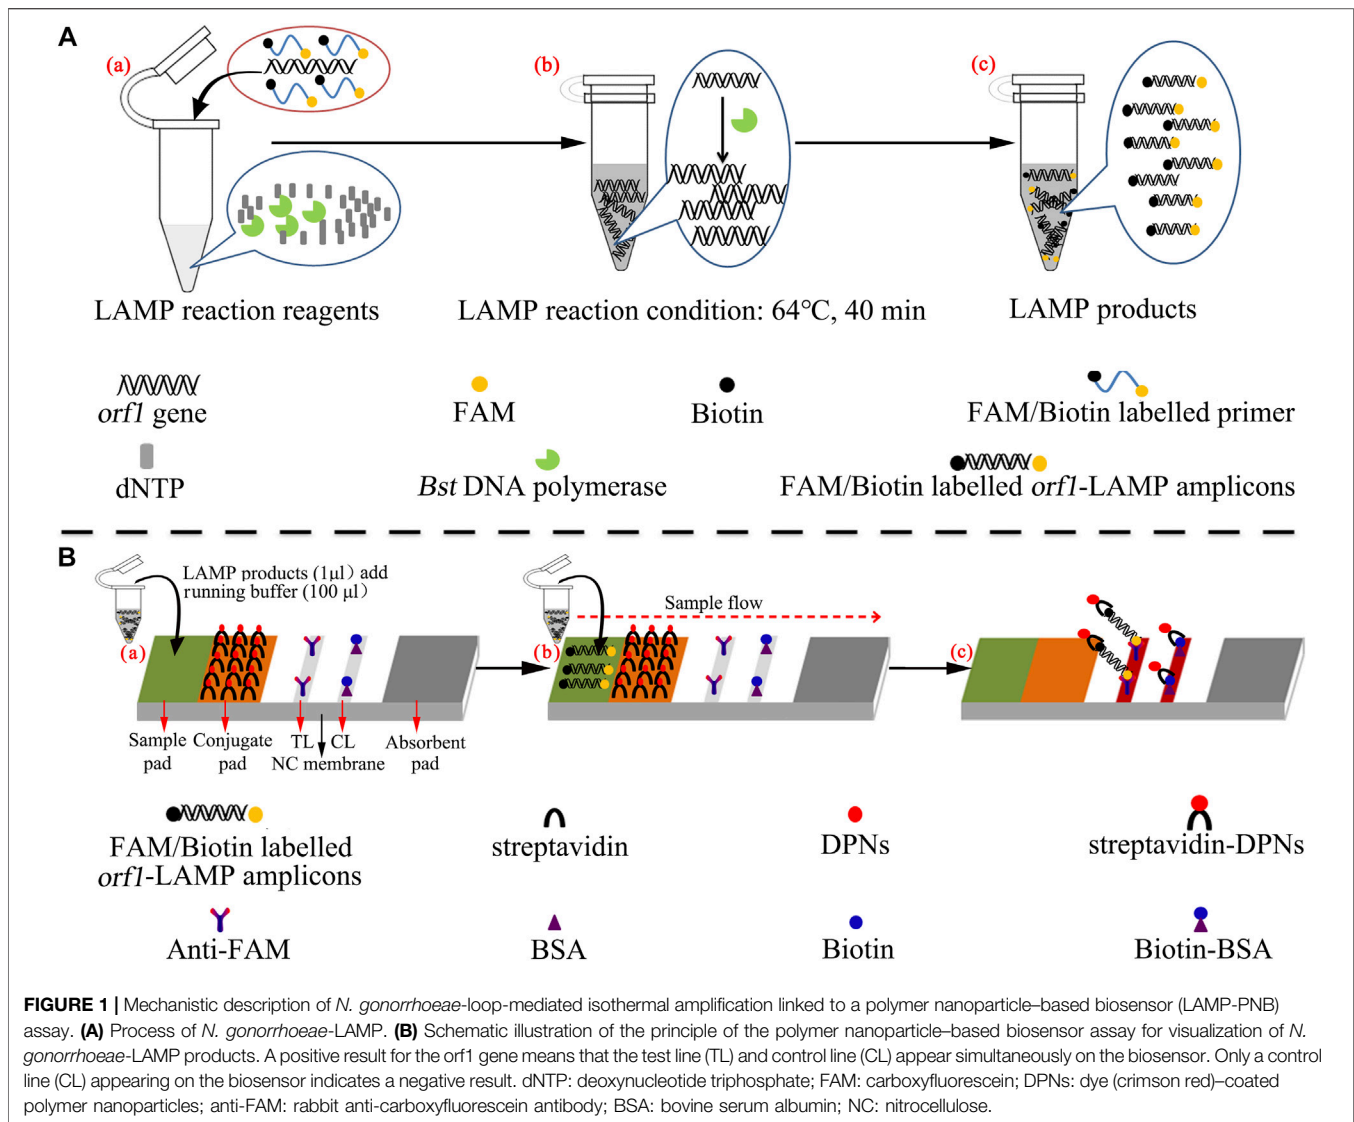 A
(a)
(b)
(c)
LAMP reaction reagents
LAMP reaction condition: 64℃, 40 min
LAMP products
orf1 gene
FAM
Biotin
FAM/Biotin labelled primer
dNTP
Bst DNA polymerase
FAM/Biotin labelled orf1-LAMP amplicons
B
LAMP products (1μl) add
running buffer (100 μl)
Sample flow
(a)
(b)
(c)
Sample
pad
Conjugate
pad
TL
CL
NC membrane
Absorbent
pad
FAM/Biotin labelled
orf1-LAMP amplicons
streptavidin
DPNs
streptavidin-DPNs
Anti-FAM
BSA
Biotin
Biotin-BSA
FIGURE 1 | Mechanistic description of N. gonorrhoeae-loop-mediated isothermal amplification linked to a polymer nanoparticle–based biosensor (LAMP-PNB)
assay. (A) Process of N. gonorrhoeae-LAMP. (B) Schematic illustration of the principle of the polymer nanoparticle–based biosensor assay for visualization of N.
gonorrhoeae-LAMP products. A positive result for the orf1 gene means that the test line (TL) and control line (CL) appear simultaneously on the biosensor. Only a control
line (CL) appearing on the biosensor indicates a negative result. dNTP: deoxynucleotide triphosphate; FAM: carboxyfluorescein; DPNs: dye (crimson red)–coated
polymer nanoparticles; anti-FAM: rabbit anti-carboxyfluorescein antibody; BSA: bovine serum albumin; NC: nitrocellulose.